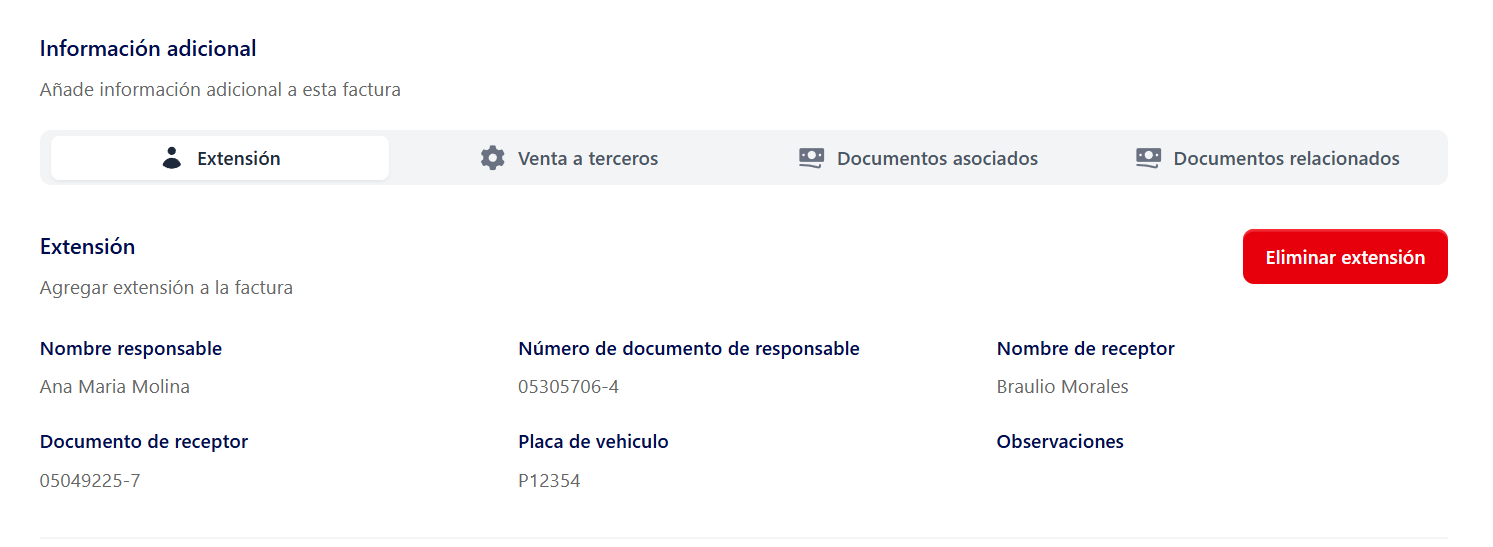 Información adicional
Añade información adicional a esta factura
Extensión
Venta a terceros
Documentos asociados
Documentos relacionados
Extensión
Eliminar extensión
Agregar extensión a la factura
Nombre responsable
Número de documento de responsable
Nombre de receptor
Ana Maria Molina
05305706-4
Braulio Morales
Documento de receptor
Placa de vehiculo
Observaciones
05049225-7
P12354